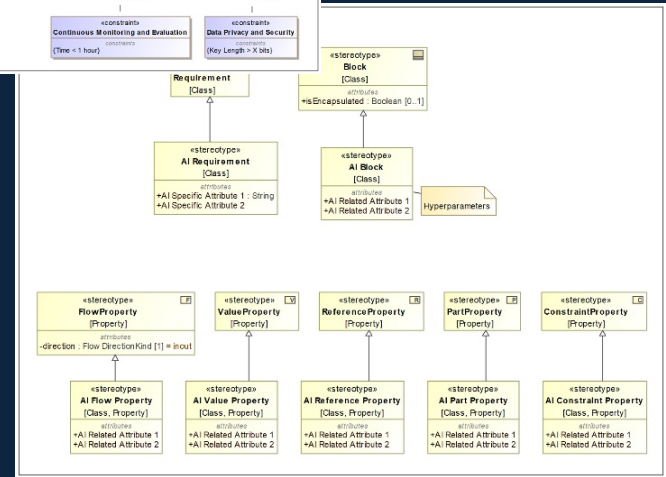 «constraint»
Continuous Monitoring and Evaluation
constraints
{Time < 1 hour}
«constraint»
Data Privacy and Security
constraints
{Key Length > X bits}
Requirement
[Class]
«stereotype»
Block
[Class]
attributes
+isEncapsulated : Boolean [0..1]
«stereotype»
AI Requirement
[Class]
attributes
+AI Specific Attribute 1 : String
+AI Specific Attribute 2
«stereotype»
AI Block
[Class]
attributes
+AI Related Attribute 1
+AI Related Attribute 2
Hyperparameters
«stereotype»
FlowProperty
[Property]
attributes
-direction : Flow DirectionKind [1] = inout
F
«stereotype»
ValueProperty
[Property]
V
«stereotype»
ReferenceProperty
[Property]
R
«stereotype»
PartProperty
[Property]
P
«stereotype»
ConstraintProperty
[Property]
C
«stereotype»
AI Flow Property
[Class, Property]
attributes
+AI Related Attribute 1
+AI Related Attribute 2
«stereotype»
AI Value Property
[Class, Property]
attributes
+AI Related Attribute 1
+AI Related Attribute 2
«stereotype»
AI Reference Property
[Class, Property]
attributes
+AI Related Attribute 1
+AI Related Attribute 2
«stereotype»
AI Part Property
[Class, Property]
attributes
+AI Related Attribute 1
+AI Related Attribute 2
«stereotype»
AI Constraint Property
[Class, Property]
attributes
+AI Related Attribute 1
+AI Related Attribute 2